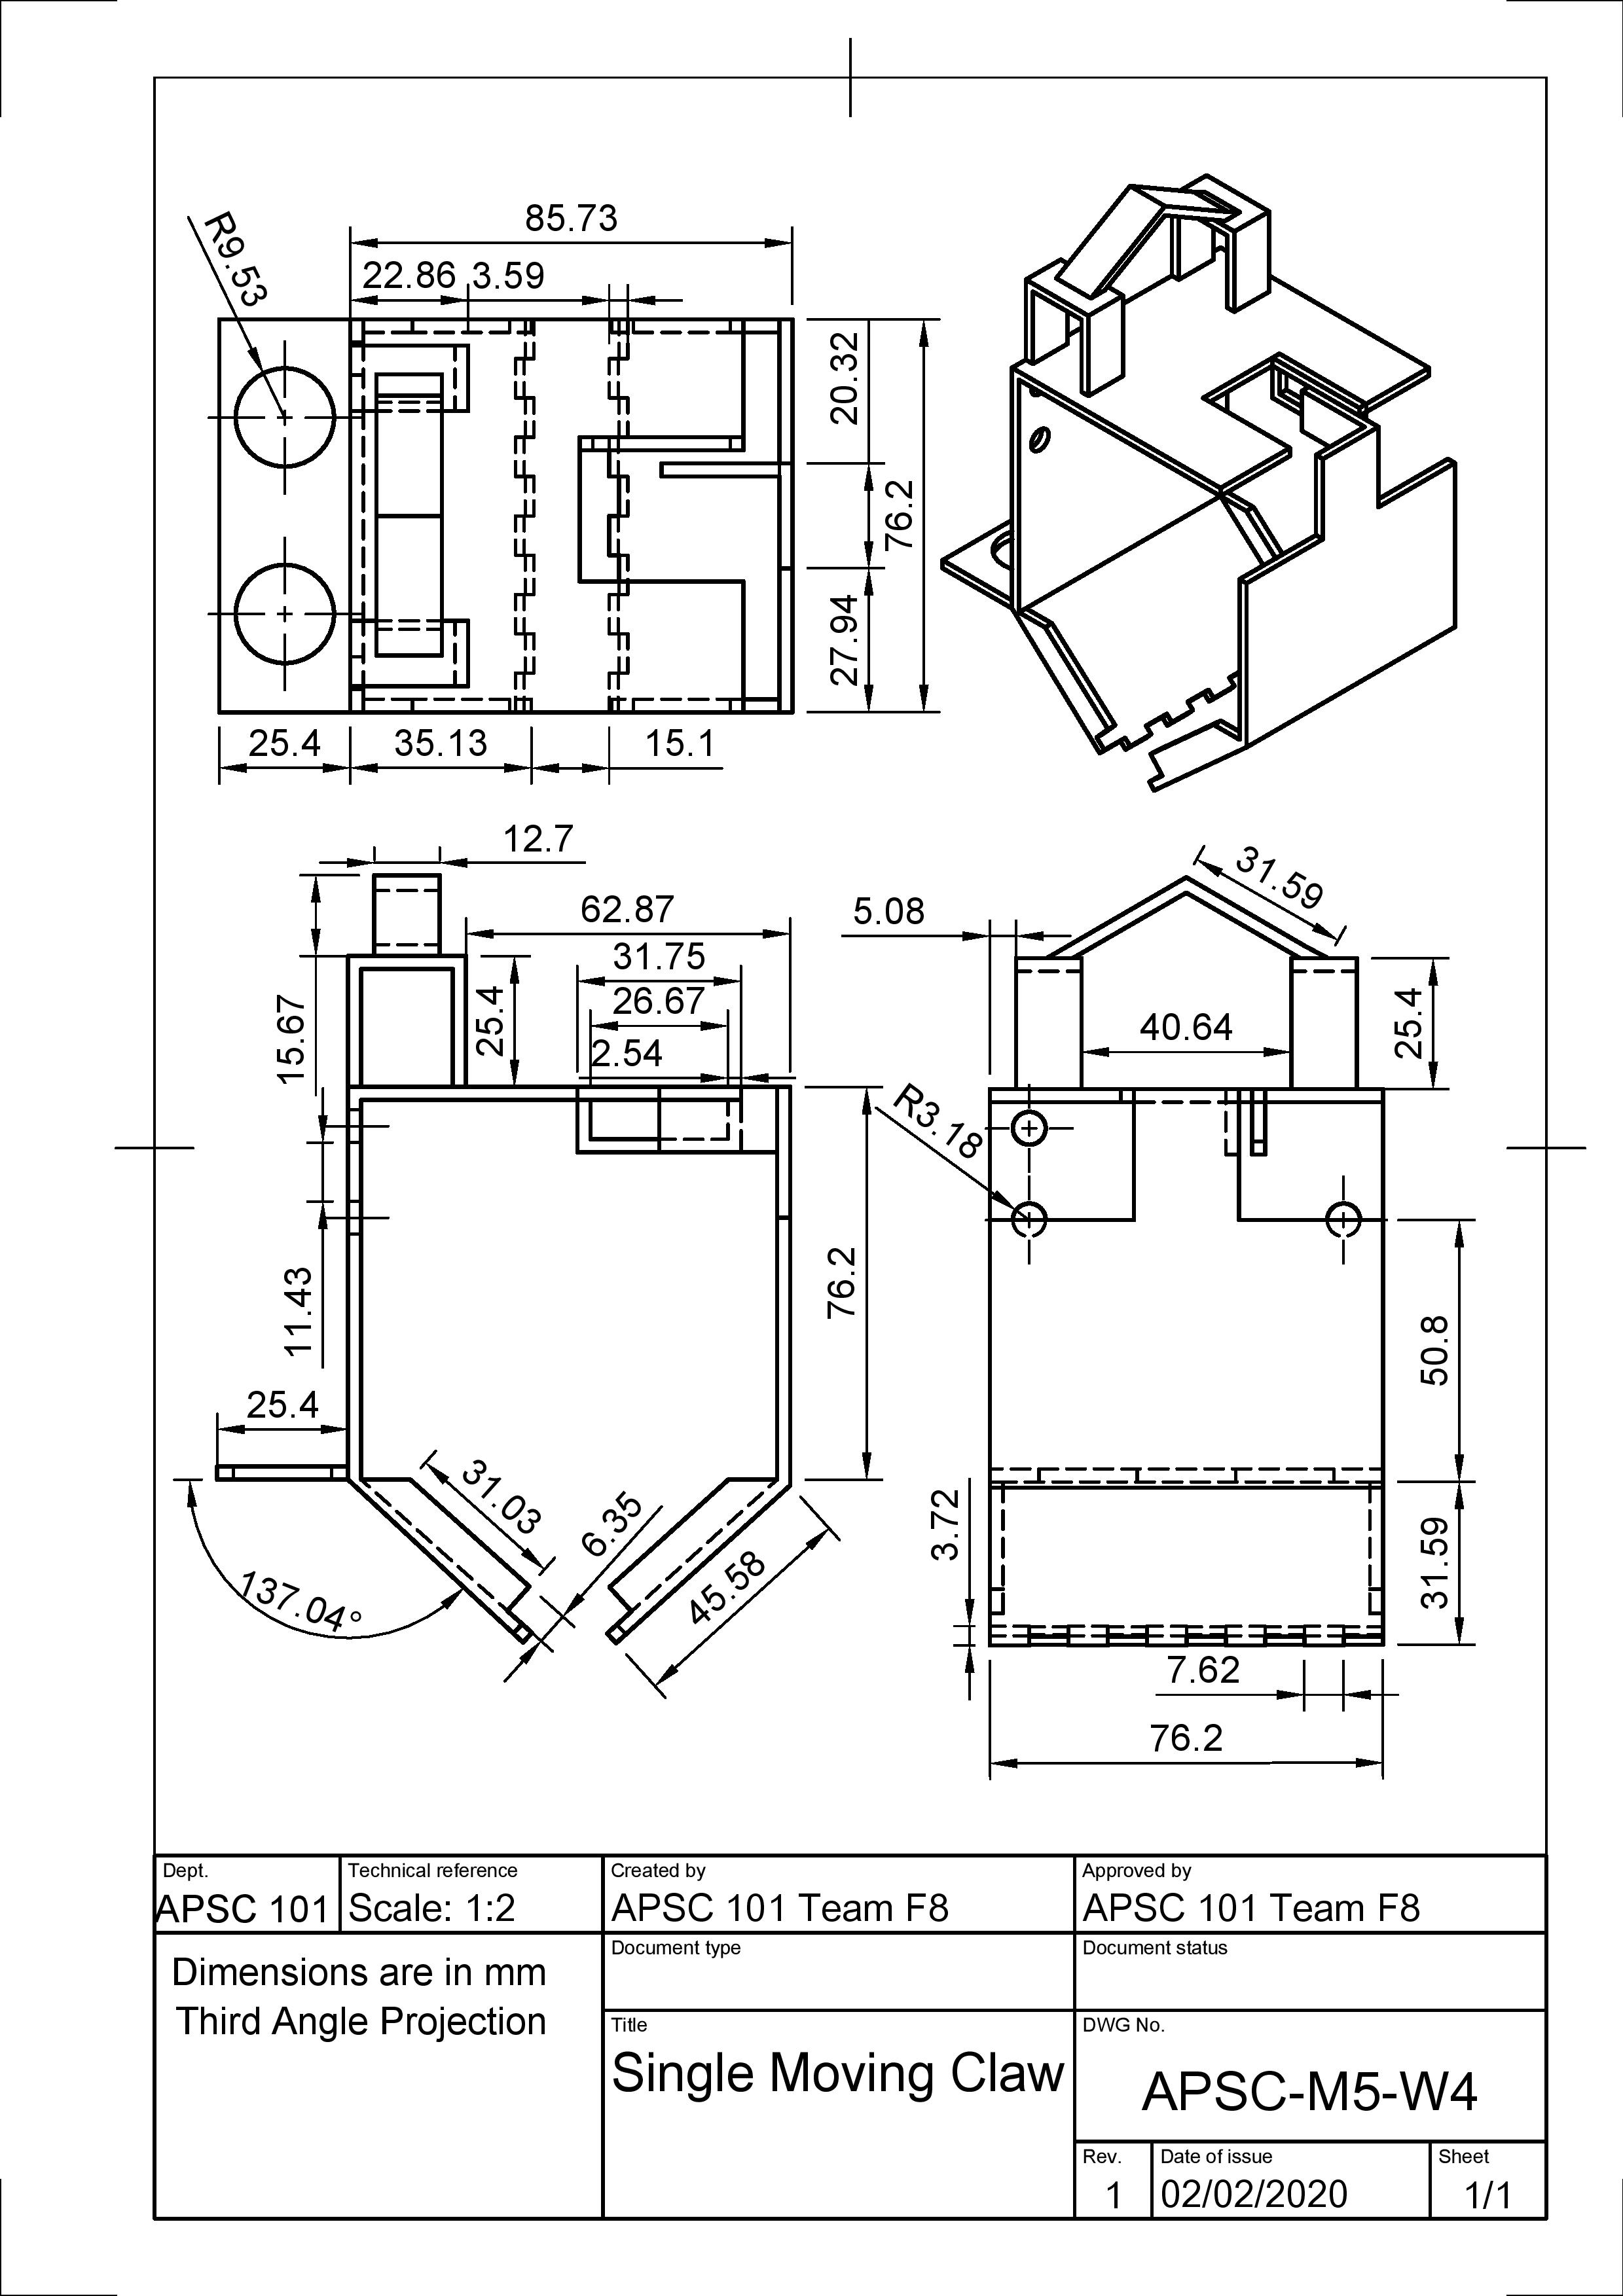 85.73
22.86
3.59
R9.53
20.32
76.2
27.94
25.4
35.13
15.1
12.7
62.87
31.75
26.67
2.54
25.4
15.67
11.43
76.2
25.4
31.03
6.35
45.58
137.04°
31.59
5.08
40.64
25.4
R3.18
50.8
3.72
31.59
7.62
76.2
Dept.
APSC 101
Technical reference
Scale: 1:2
Created by
APSC 101 Team F8
Approved by
APSC 101 Team F8
Dimensions are in mm
Third Angle Projection
Document type
Document status
Title
Single Moving Claw
DWG No.
APSC-M5-W4
Rev.
1
Date of issue
02/02/2020
Sheet
1/1